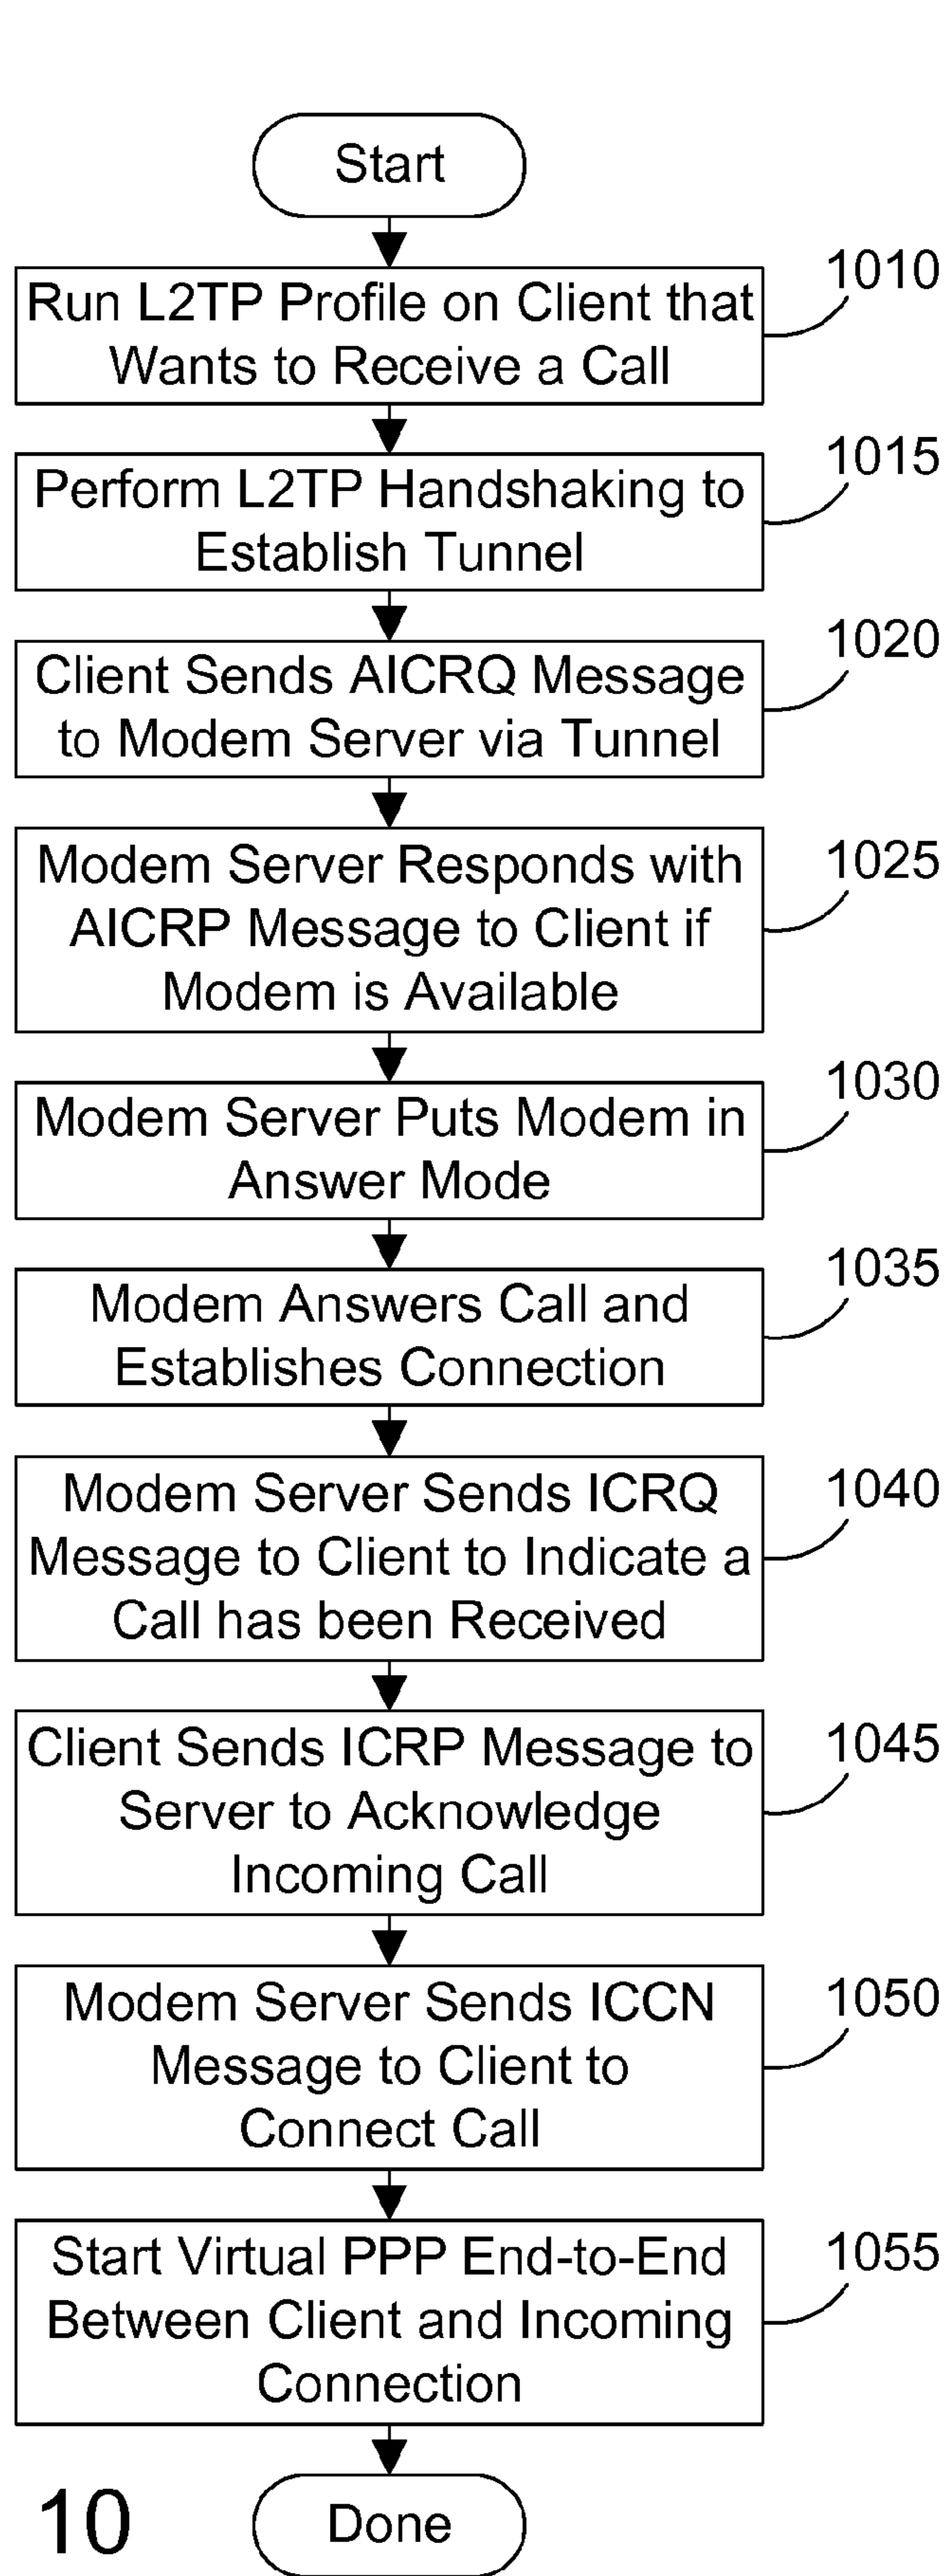 Start
Run L2TP Profile on Client that
Wants to Receive a Call
1010
Perform L2TP Handshaking to
Establish Tunnel
1015
Client Sends AICRQ Message
to Modem Server via Tunnel
1020
Modem Server Responds with
AICRP Message to Client if
Modem is Available
1025
Modem Server Puts Modem in
Answer Mode
1030
Modem Answers Call and
Establishes Connection
1035
Modem Server Sends ICRQ
Message to Client to Indicate a
Call has been Received
1040
Client Sends ICRP Message to
Server to Acknowledge
Incoming Call
1045
Modem Server Sends ICCN
Message to Client to
Connect Call
1050
Start Virtual PPP End-to-End
Between Client and Incoming
Connection
1055
10
Done